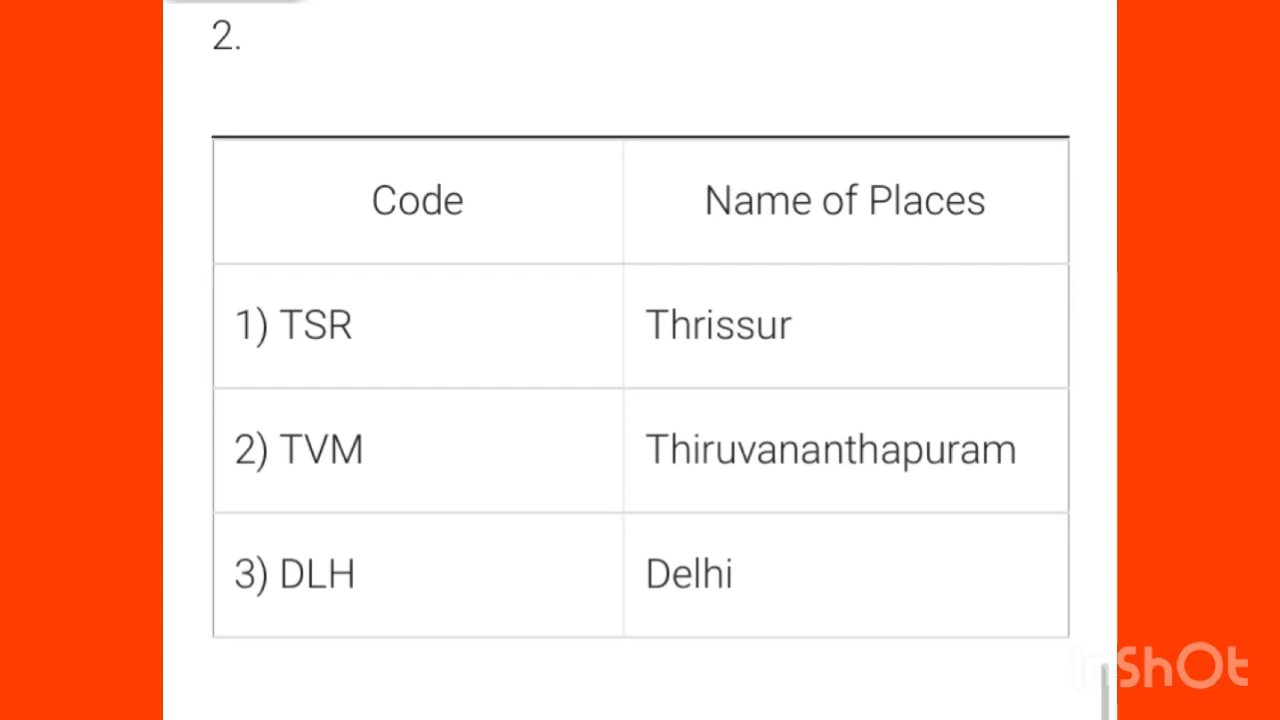 2.
Code Name of Places
1) TSR Thrissur
2) TVM Thiruvananthapuram
3) DLH Delhi
InShOt